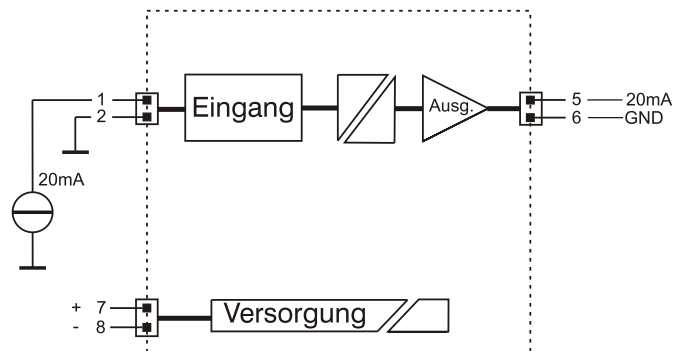 1
2
Eingang
Ausg.
5 20mA
6 GND
20mA
+ 7
- 8
Versorgung